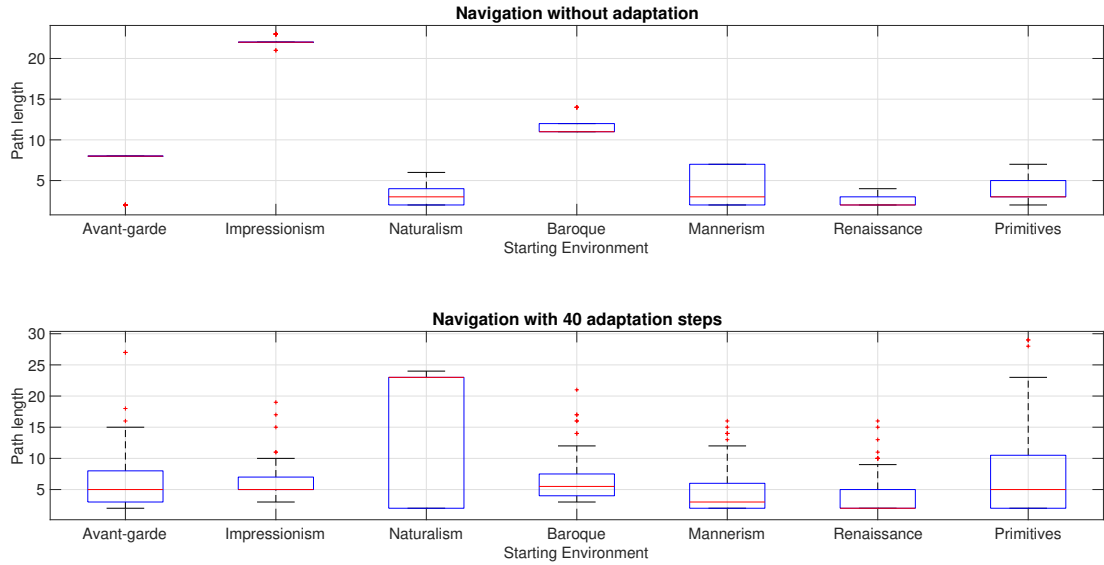 Navigation without adaptation
20
15
10
5
Path length
Avant-garde Impressionism Naturalism Baroque Mannerism Renaissance Primitives
Starting Environment
Navigation with 40 adaptation steps
30
25
20
15
10
5
Path length
Avant-garde Impressionism Naturalism Baroque Mannerism Renaissance Primitives
Starting Environment